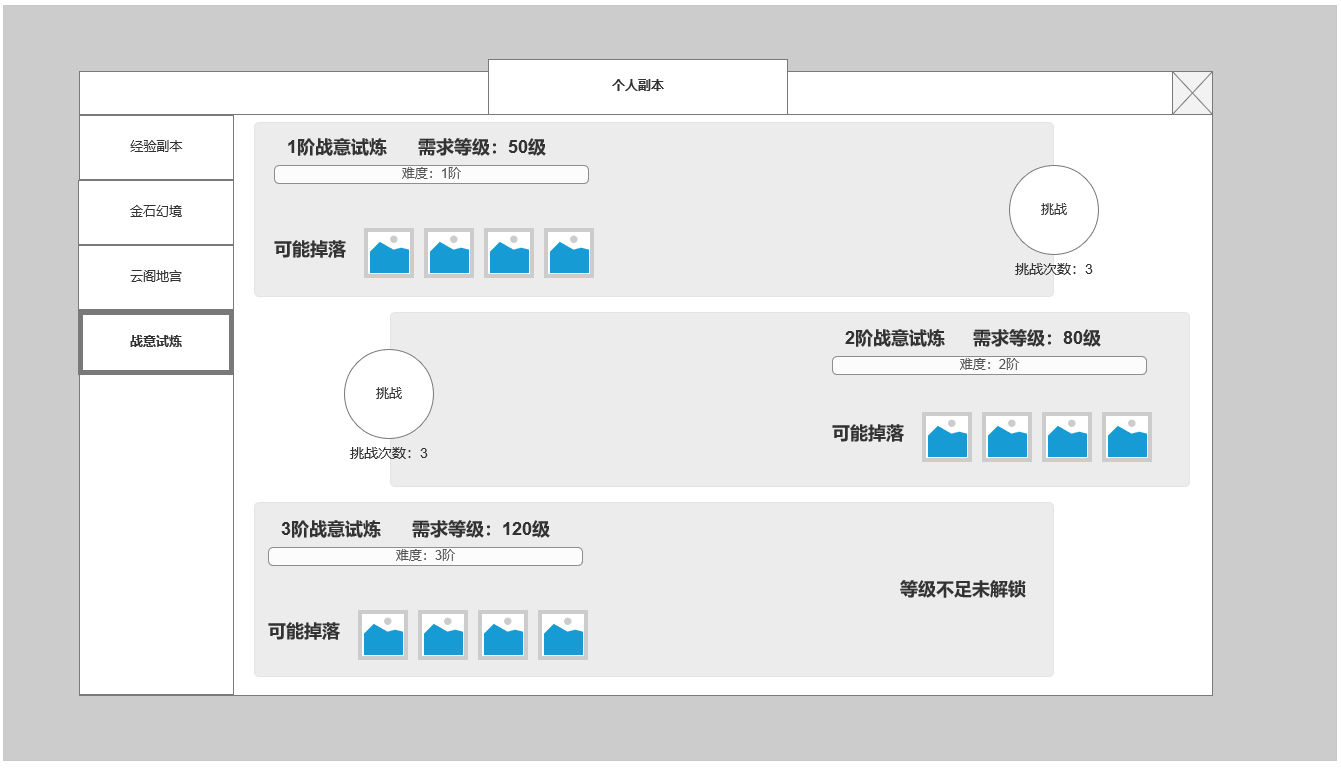 个人副本
经验副本
金石幻境
云阁地宫
战意试炼
1阶战意试炼 需求等级：50级
难度：1阶
可能掉落
挑战
挑战次数：3
2阶战意试炼 需求等级：80级
难度：2阶
可能掉落
挑战
挑战次数：3
3阶战意试炼 需求等级：120级
难度：3阶
可能掉落
等级不足未解锁